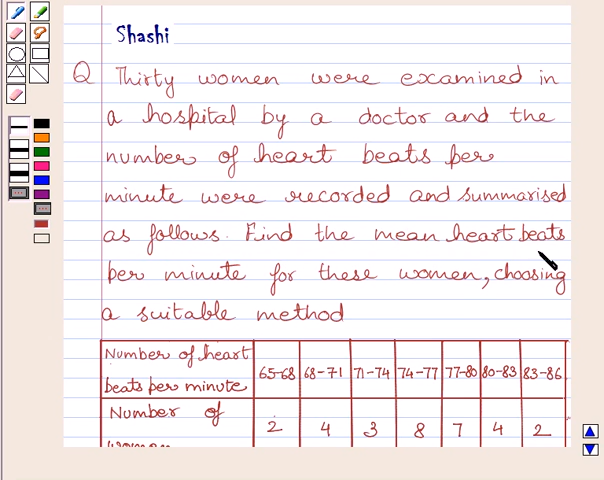 Shashi
Q Thirty women were examined in
a hospital by a doctor and the
number of heart beats per
minute were recorded and summarised
as follows. Find the mean heart beats
per minute for these women, choosing
a suitable method
Number of heart beats per minute 65-68 68-71 71-74 74-77 77-80 80-83 83-86
Number of women 2 4 3 8 7 4 2